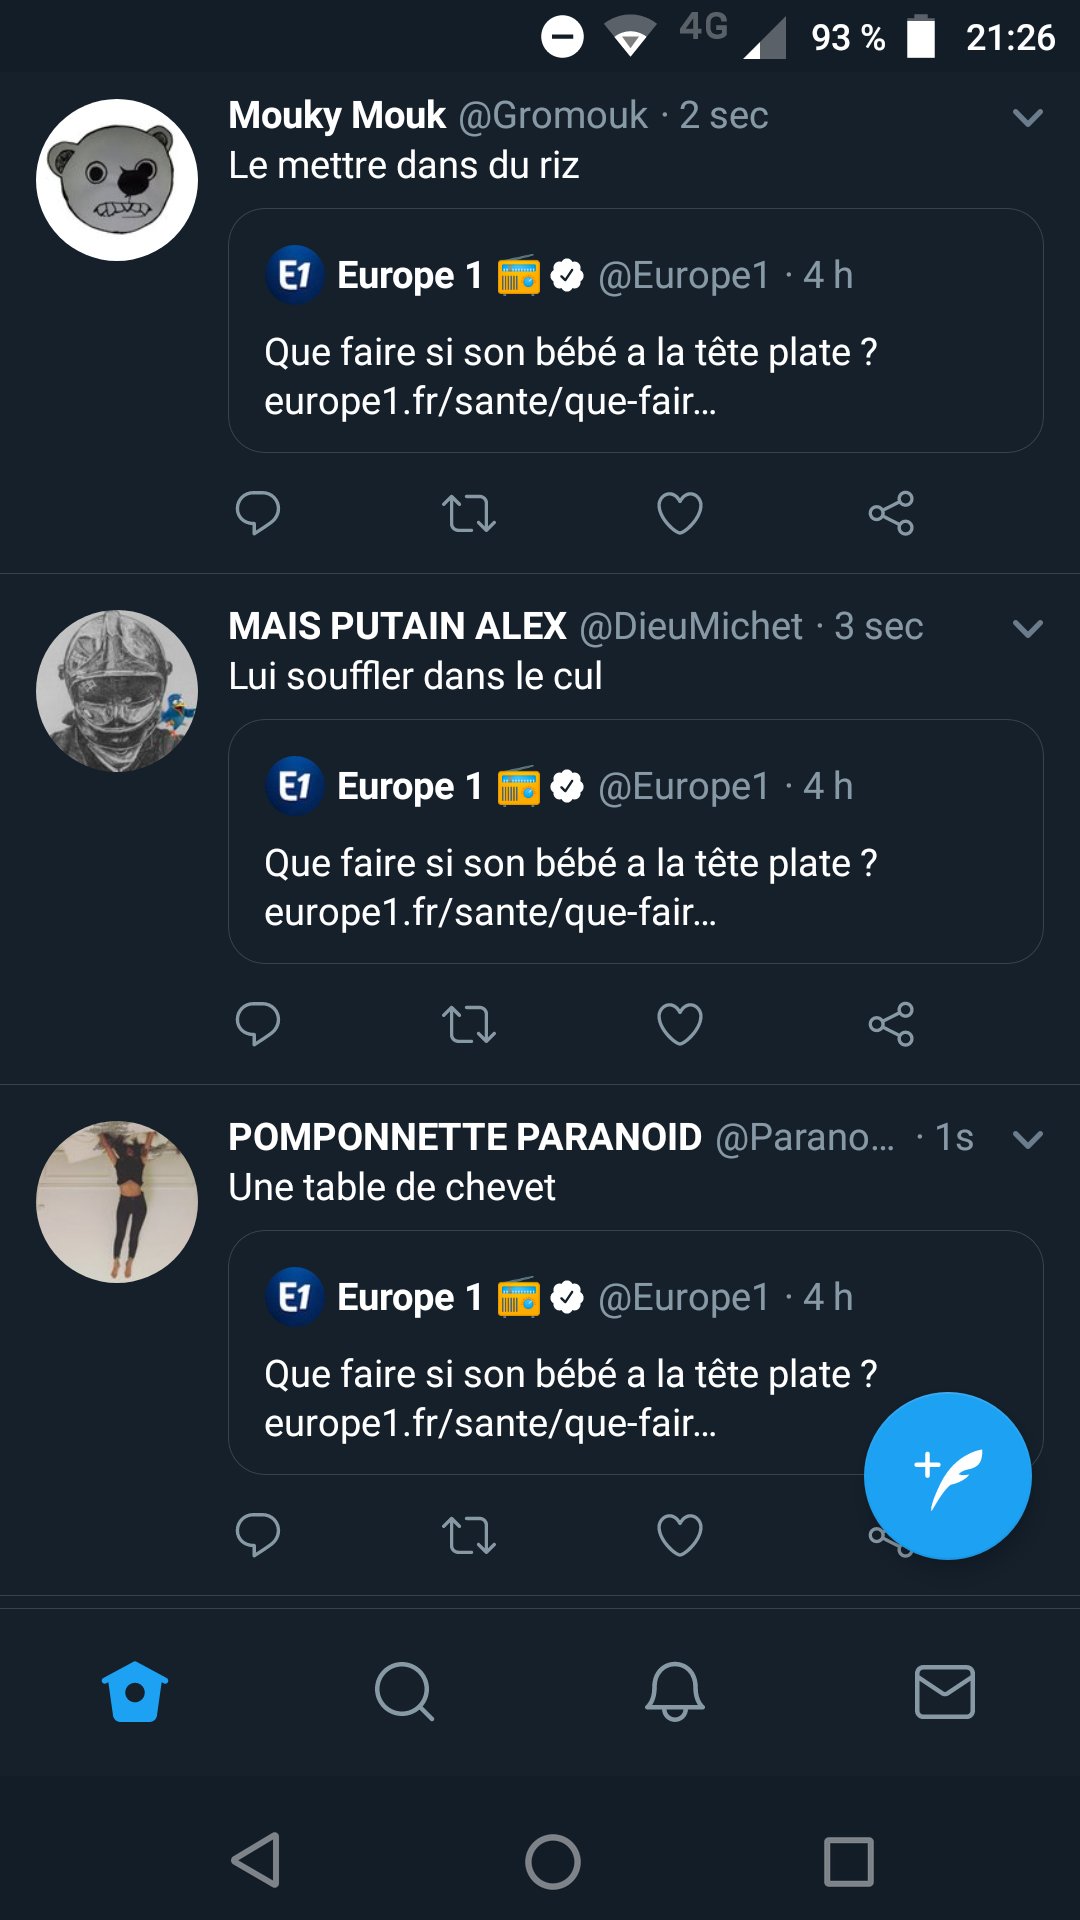 4G 93 % 21:26
Mouky Mouk @Gromouk · 2 sec
Le mettre dans du riz
E1 Europe 1 @Europe1 · 4 h
Que faire si son bébé a la tête plate ?
europe1.fr/sante/que-fair…
MAIS PUTAIN ALEX @DieuMichet · 3 sec
Lui souffler dans le cul
E1 Europe 1 @Europe1 · 4 h
Que faire si son bébé a la tête plate ?
europe1.fr/sante/que-fair…
POMPONNETTE PARANOID @Parano… · 1s
Une table de chevet
E1 Europe 1 @Europe1 · 4 h
Que faire si son bébé a la tête plate ?
europe1.fr/sante/que-fair…